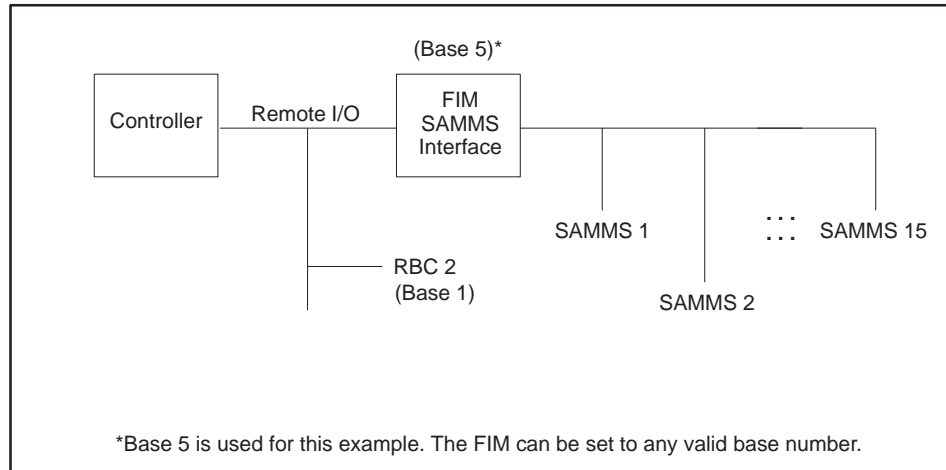 (Base 5)*
Controller
Remote I/O
FIM
SAMMS
Interface
SAMMS 1
. . .
. . .
SAMMS 15
RBC 2
(Base 1)
SAMMS 2
*Base 5 is used for this example. The FIM can be set to any valid base number.